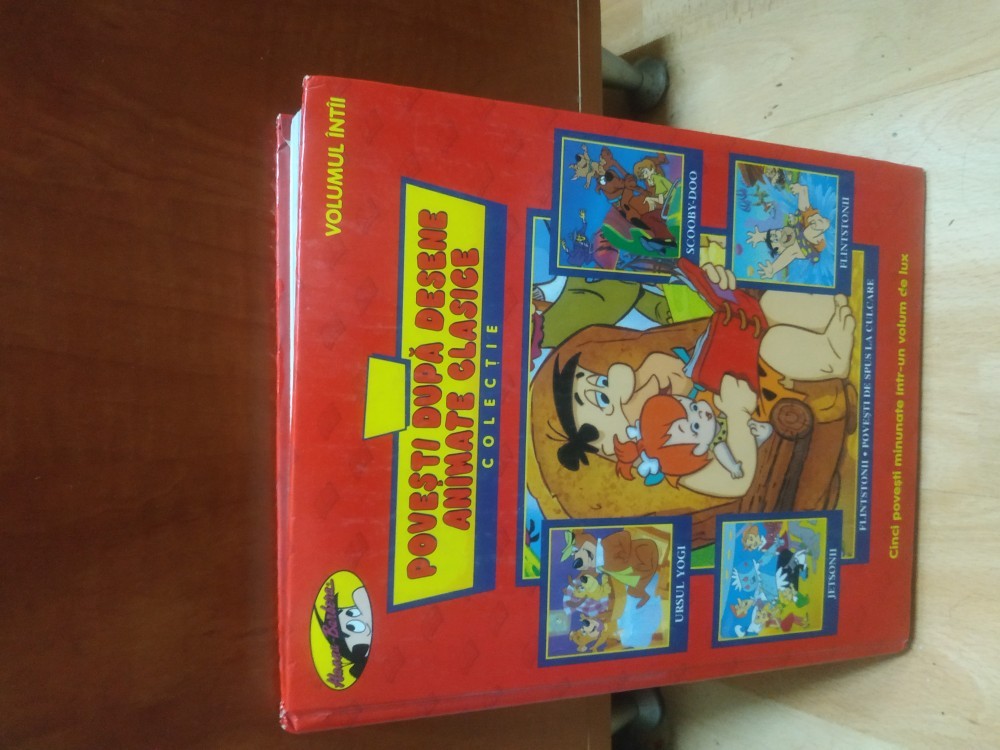 Hanna-Barbera
VOLUMUL ÎNTÎI
POVEȘTI DUPĂ DESENE
ANIMATE CLASICE
COLECȚIE
URSUL YOGI
SCOOBY-DOO
JETSONII
FLINTSTONII
FLINTSTONII • POVEȘTI DE SPUS LA CULCARE
Cinci povești minunate într-un volum de lux